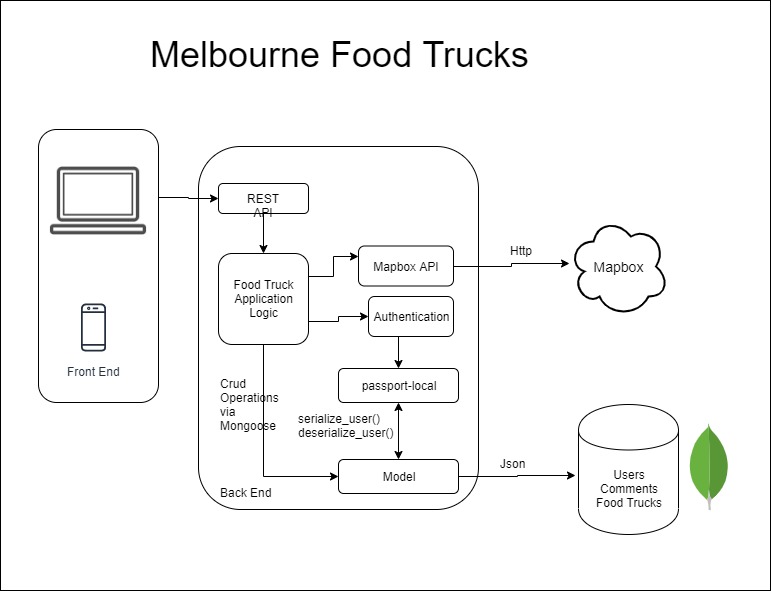 Melbourne Food Trucks
REST
API
Food Truck
Application
Logic
Mapbox API
Http
Mapbox
Authentication
Front End
passport-local
Crud
Operations
via
Mongoose
serialize_user()
deserialize_user()
Model
Json
Users
Comments
Food Trucks
Back End